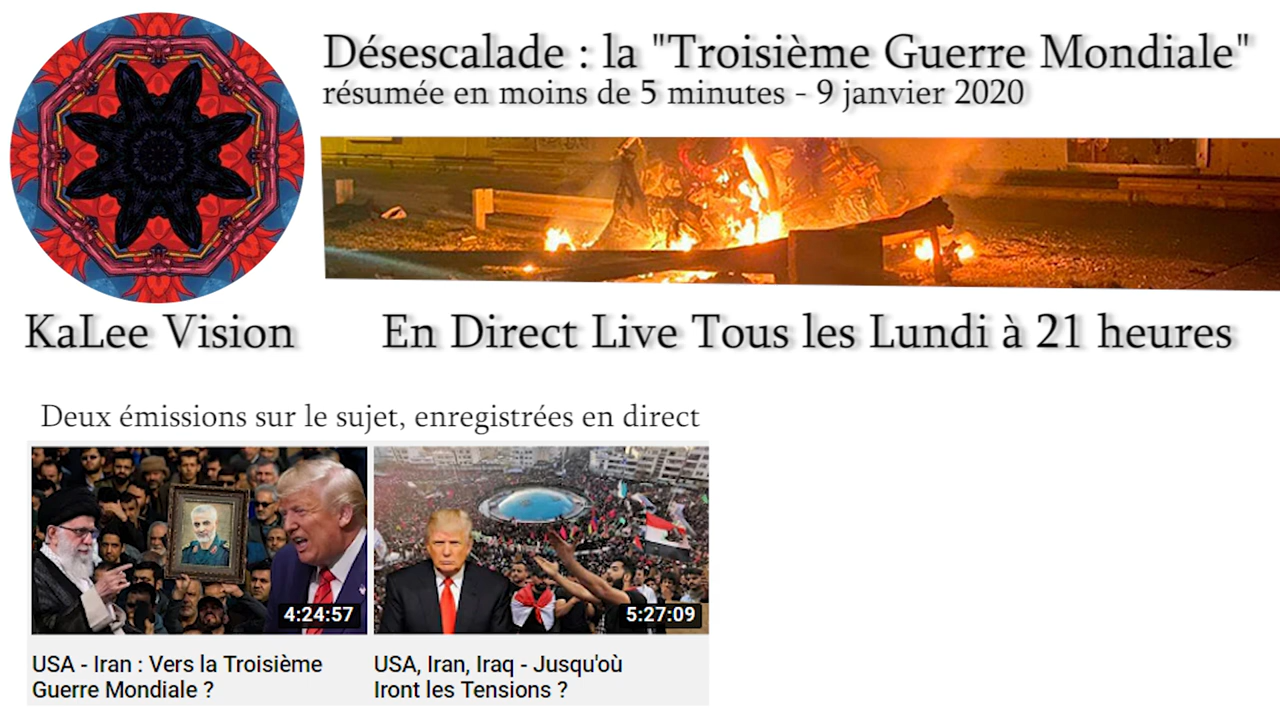 Désescalade : la "Troisième Guerre Mondiale"
résumée en moins de 5 minutes - 9 janvier 2020
KaLee Vision
En Direct Live Tous les Lundi à 21 heures
Deux émissions sur le sujet, enregistrées en direct
4:24:57
5:27:09
USA - Iran : Vers la Troisième
Guerre Mondiale ?
USA, Iran, Iraq - Jusqu'où
Iront les Tensions ?